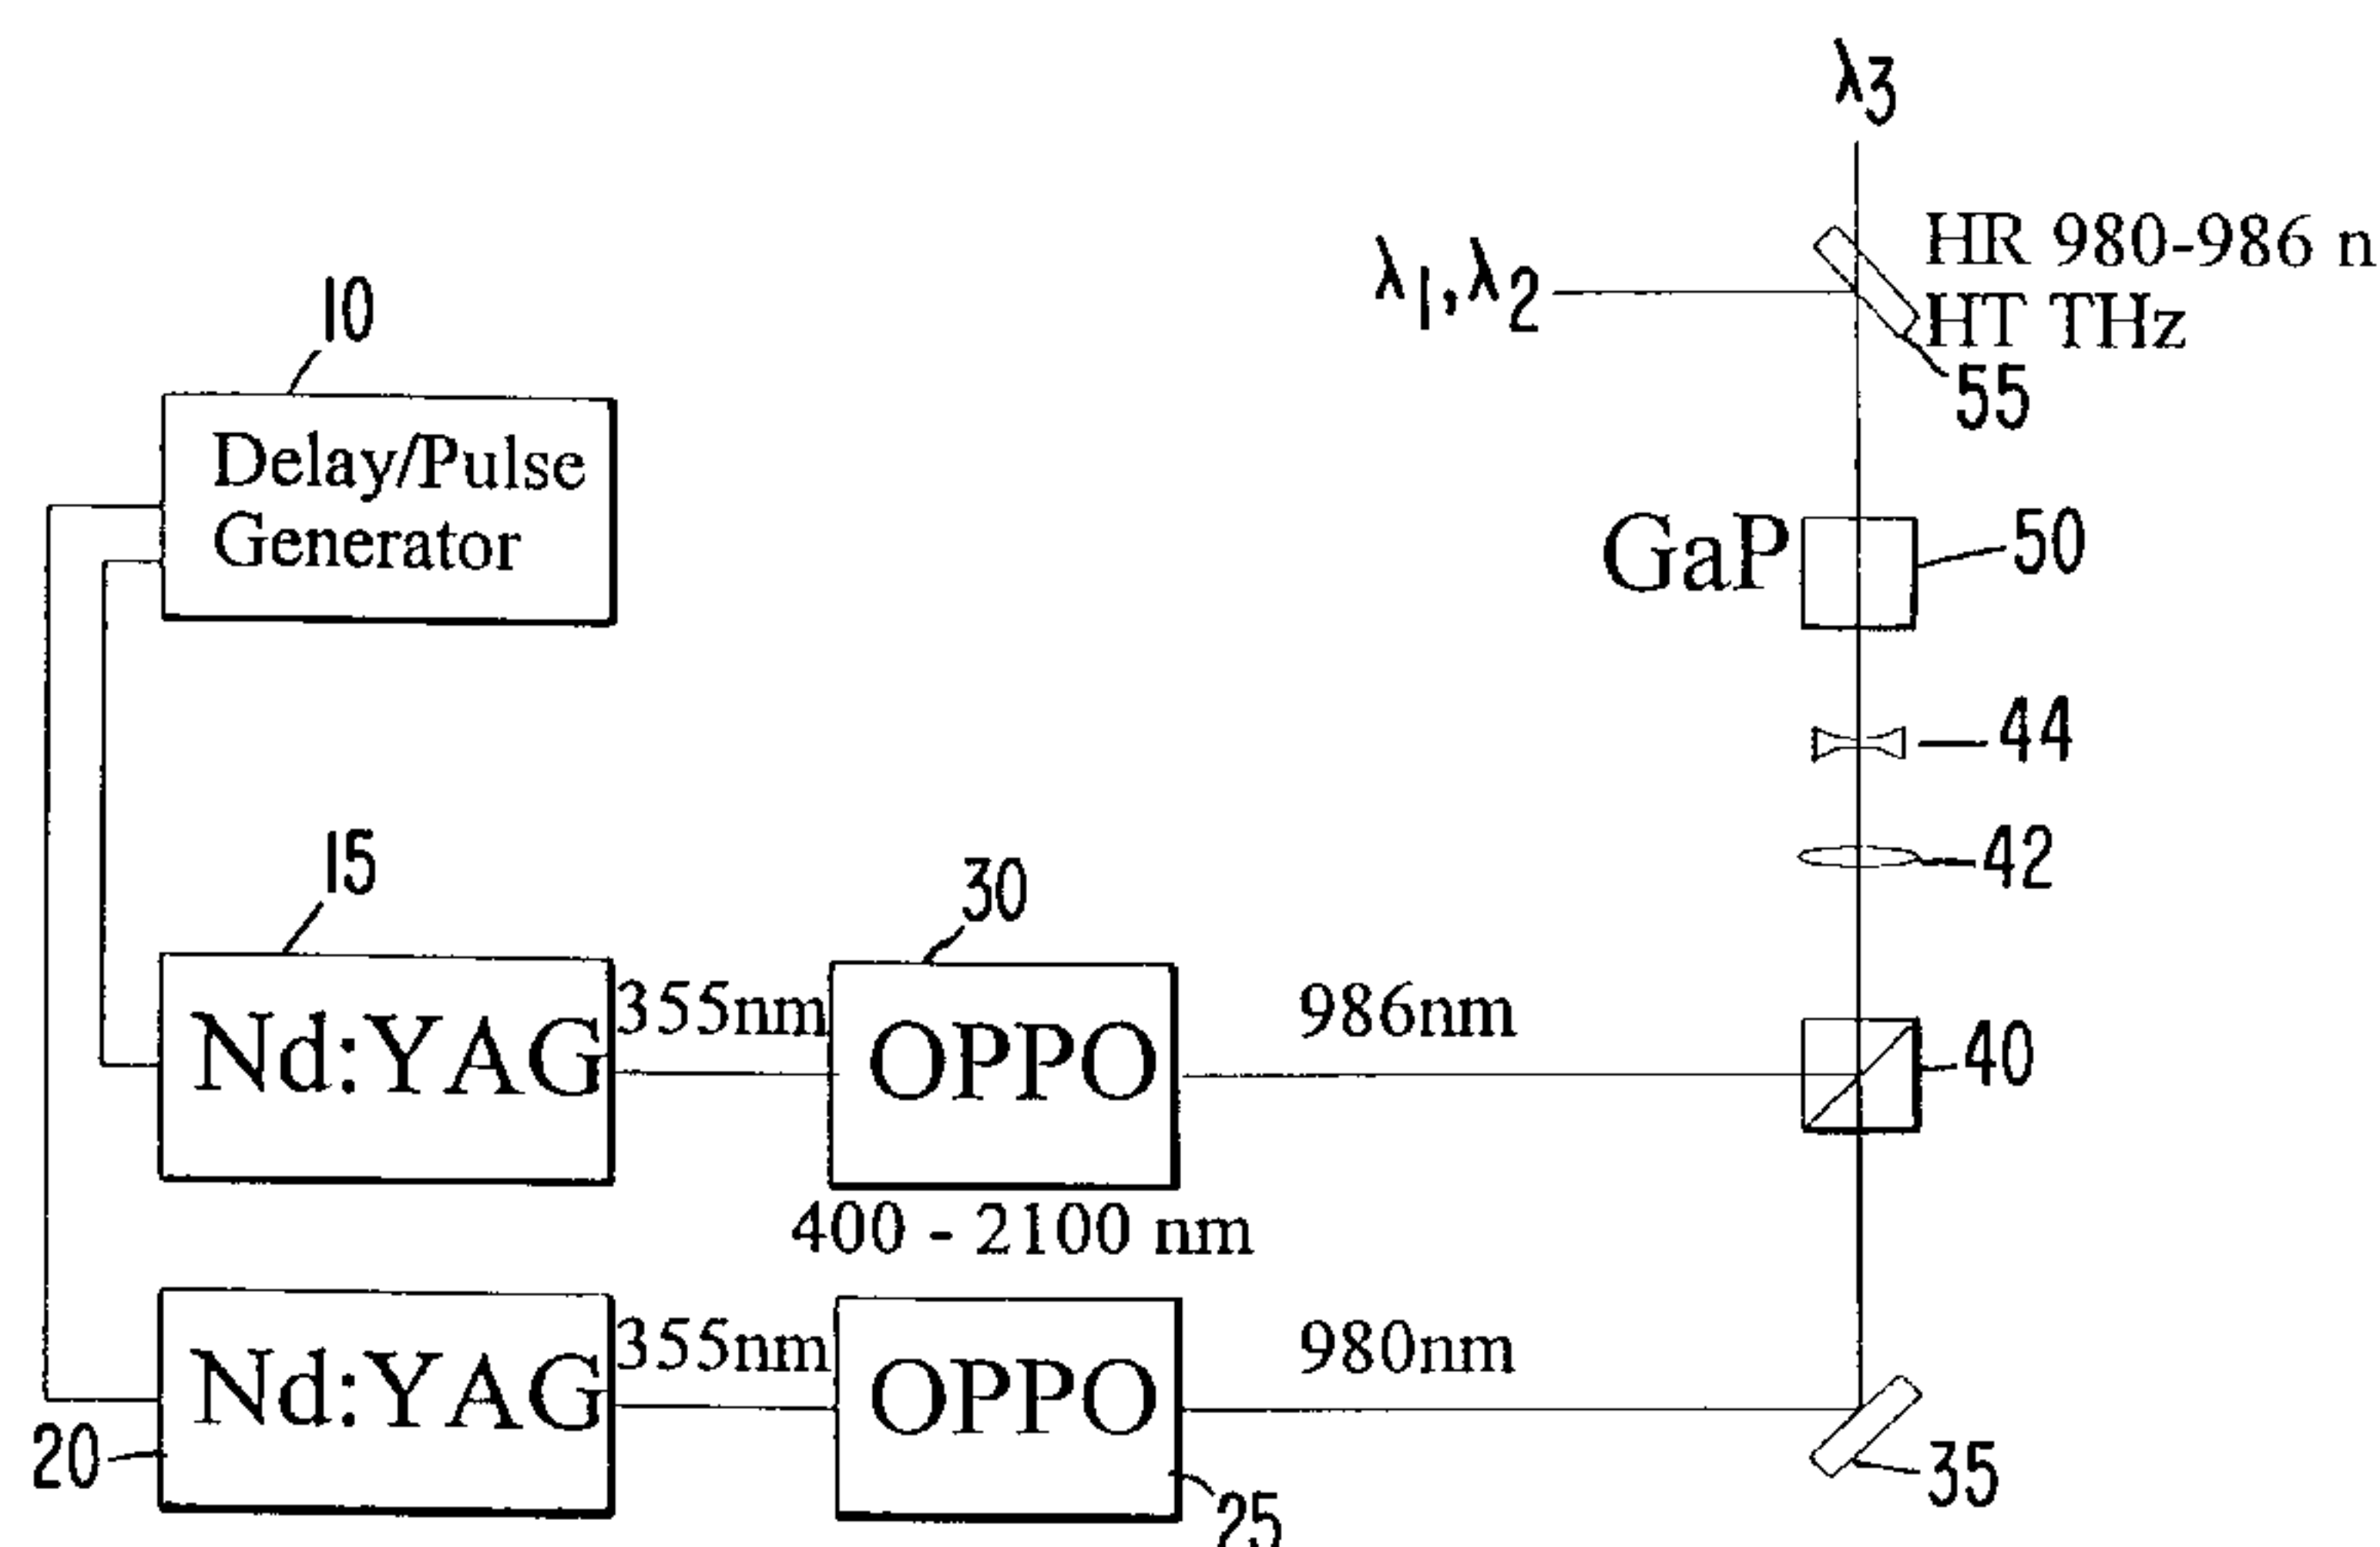 λ3
HR 980-986 n
HT THz
λ1,λ2
55
10
Delay/Pulse
Generator
GaP
50
44
42
15
30
Nd:YAG
355nm
OPPO
986nm
40
400 - 2100 nm
Nd:YAG
355nm
OPPO
980nm
20
35
25